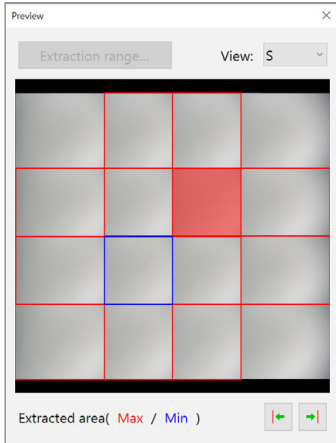 Preview
Extraction range...
View: S
Extracted area( Max / Min )